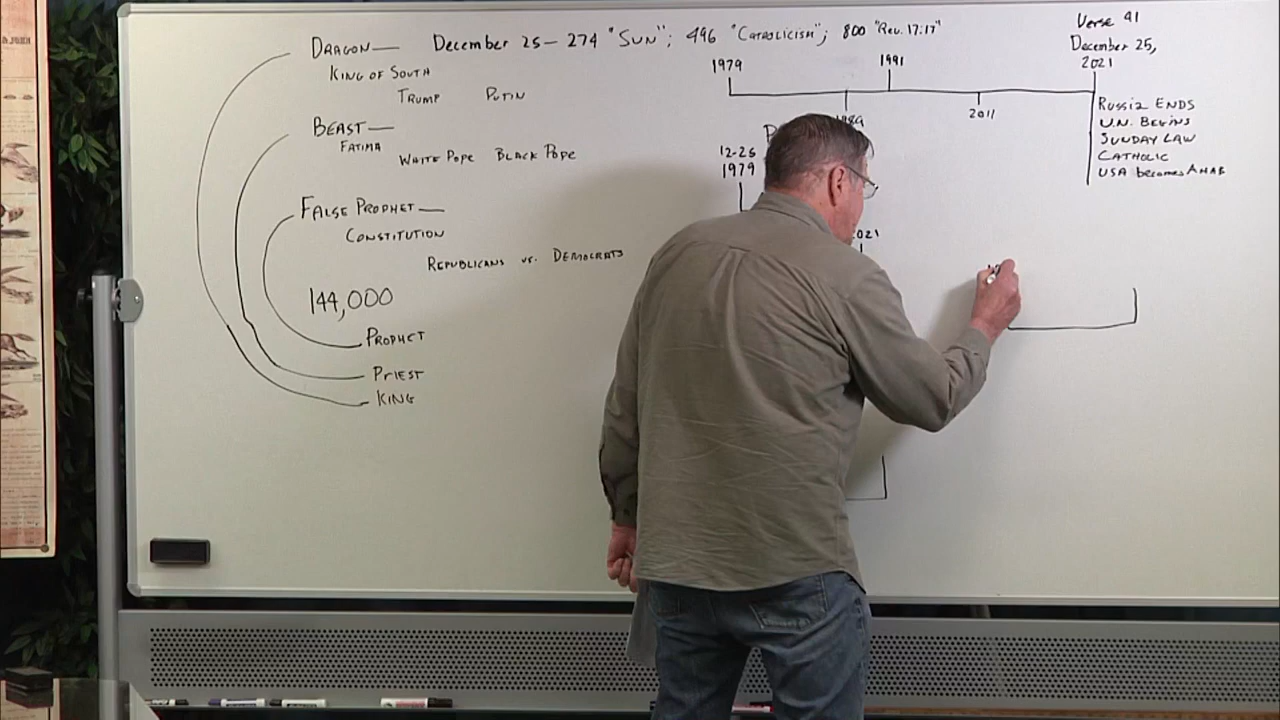 DRAGON— December 25— 274 "SUN"; 496 "CATHOLICISM"; 800 "Rev. 17:17"
KING OF SOUTH
TRUMP PUTIN
BEAST—
FATIMA
WHITE POPE BLACK POPE
FALSE PROPHET—
CONSTITUTION
REPUBLICANS vs. DEMOCRATS
144,000
PROPHET
PRIEST
KING
Verse 41
December 25,
2021
1979
1991
1989
2011
RUSSIA ENDS
U.N. BEGINS
SUNDAY LAW
CATHOLIC
USA becomes AHAB
12-25
1979
2021